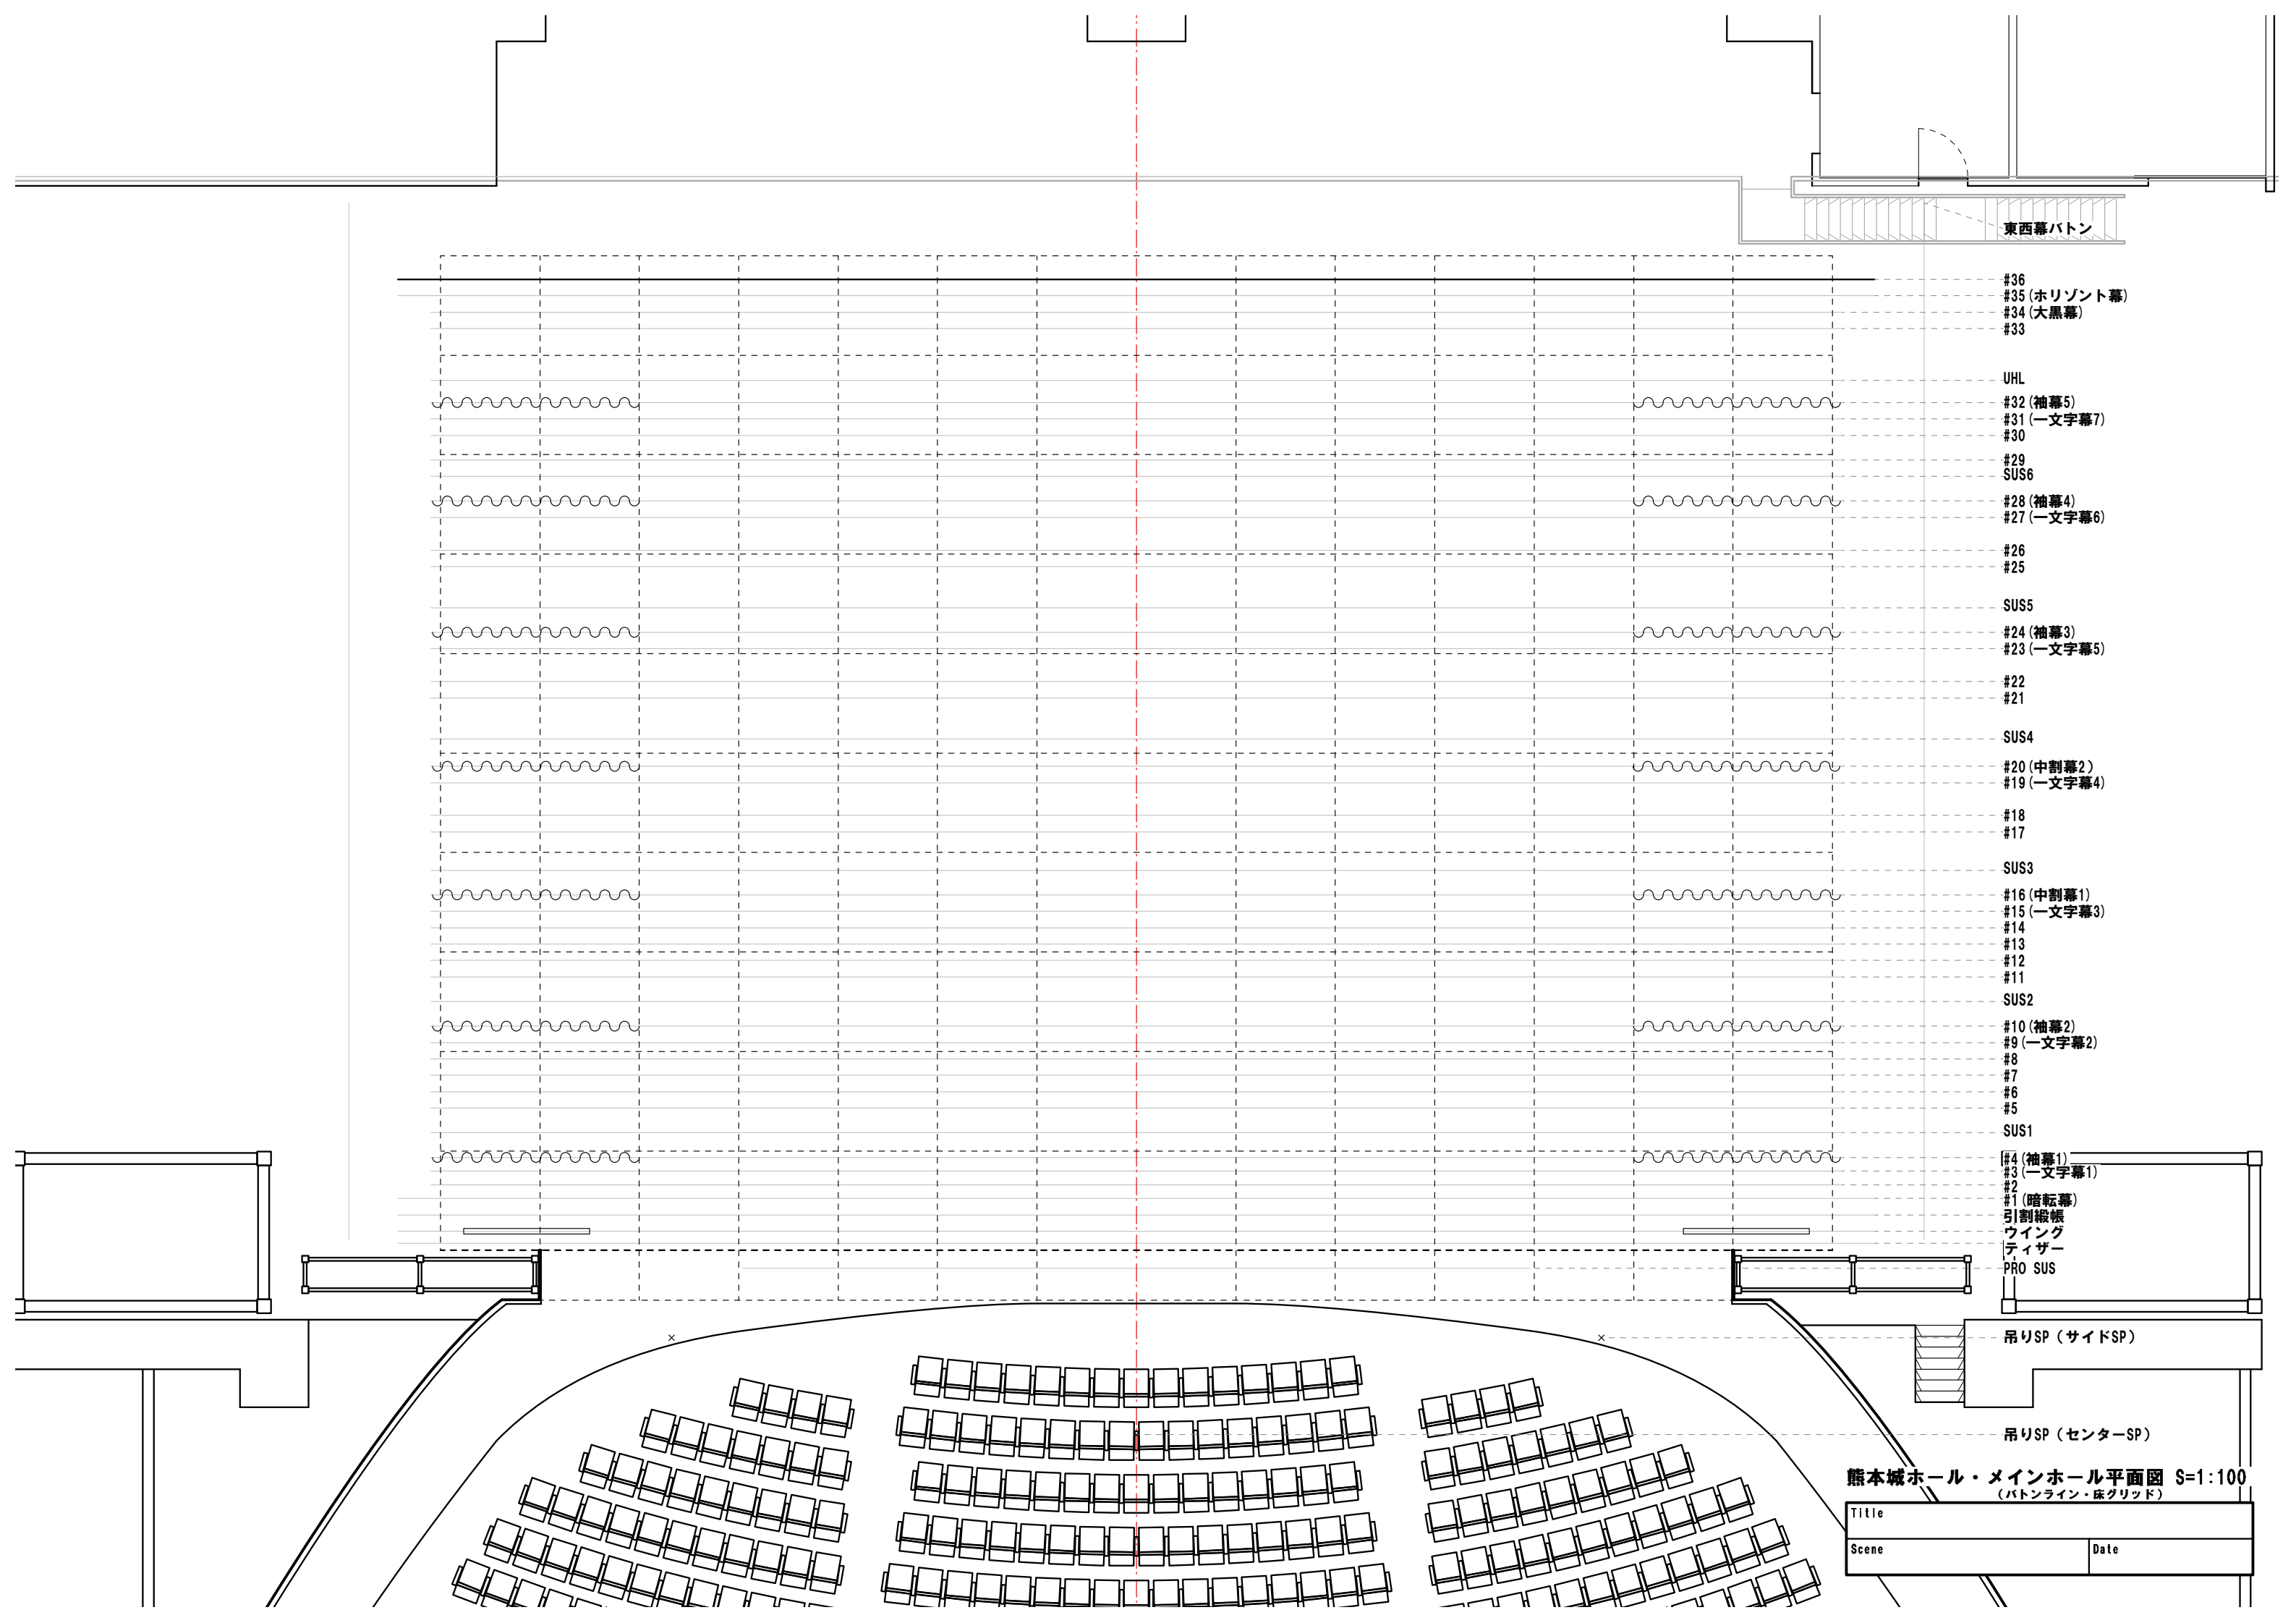 東西幕バトン
#36
#35(ホリゾント幕)
#34(大黒幕)
#33
UHL
#32(袖幕5)
#31(一文字幕7)
#30
#29
SUS6
#28(袖幕4)
#27(一文字幕6)
#26
#25
SUS5
#24(袖幕3)
#23(一文字幕5)
#22
#21
SUS4
#20(中割幕2)
#19(一文字幕4)
#18
#17
SUS3
#16(中割幕1)
#15(一文字幕3)
#14
#13
#12
#11
SUS2
#10(袖幕2)
#9(一文字幕2)
#8
#7
#6
#5
SUS1
#4(袖幕1)
#3(一文字幕1)
#2
#1(暗転幕)
引割緞帳
ウイング
ティザー
PRO SUS
吊りSP(サイドSP)
吊りSP(センターSP)
熊本城ホール・メインホール平面図 S=1:100
(バトンライン・床グリッド)
Title
Scene
Date